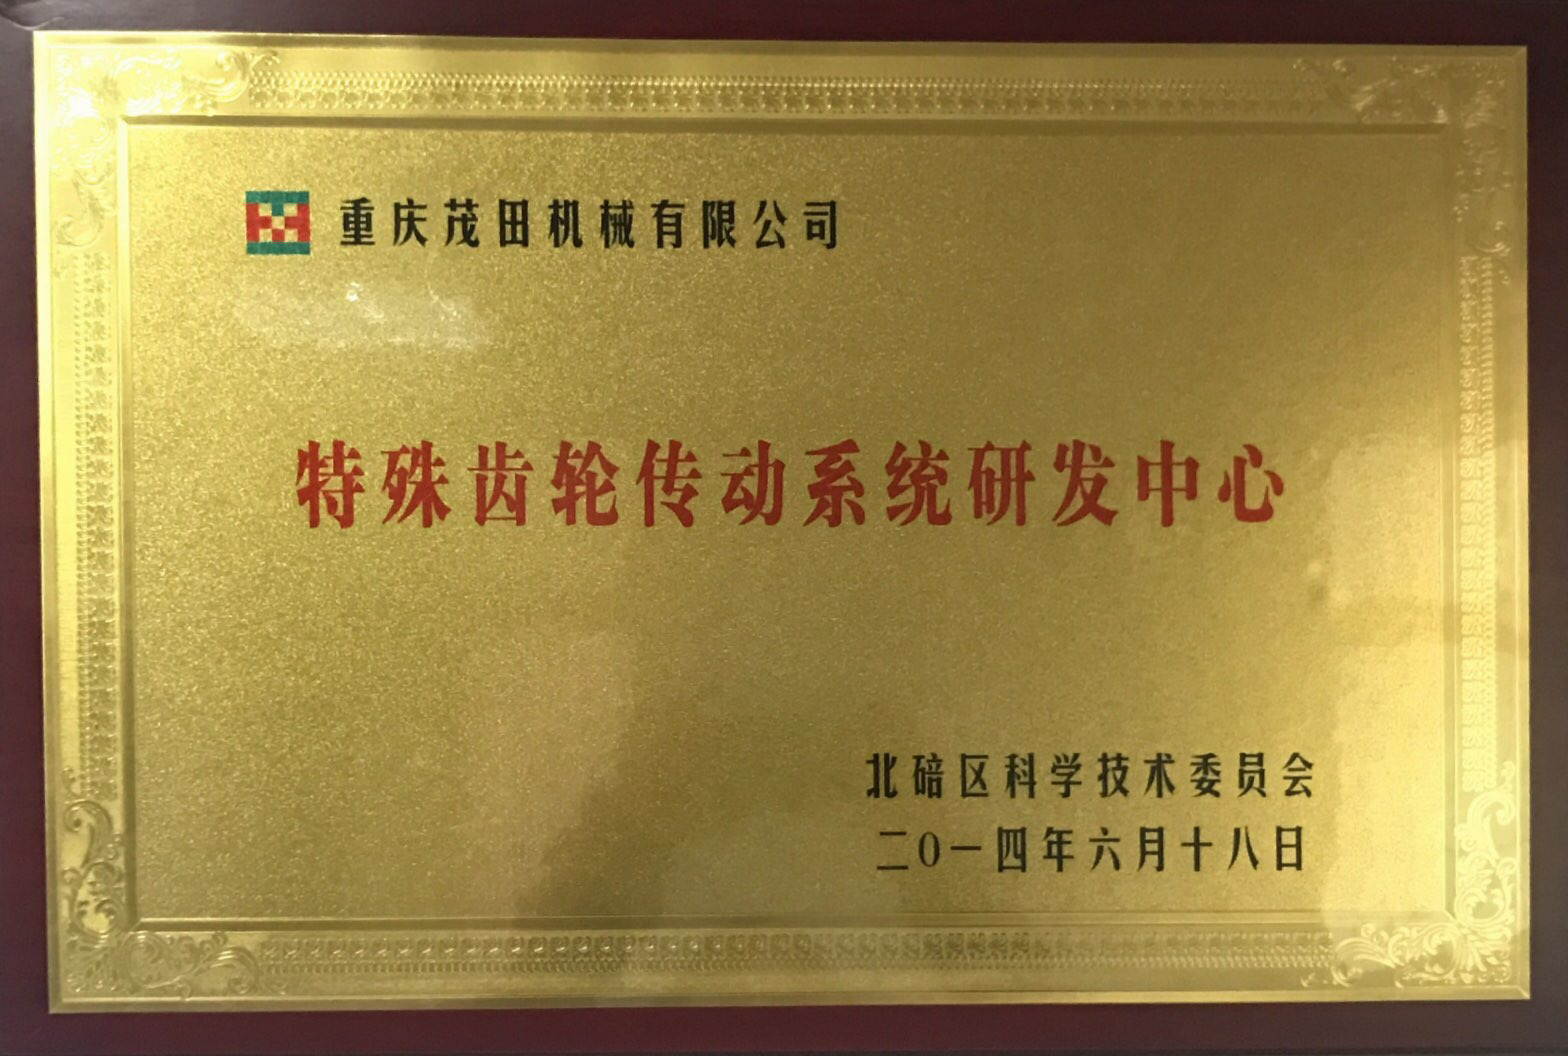 重庆茂田机械有限公司
特殊齿轮传动系统研发中心
北碚区科学技术委员会
二0一四年六月十八日